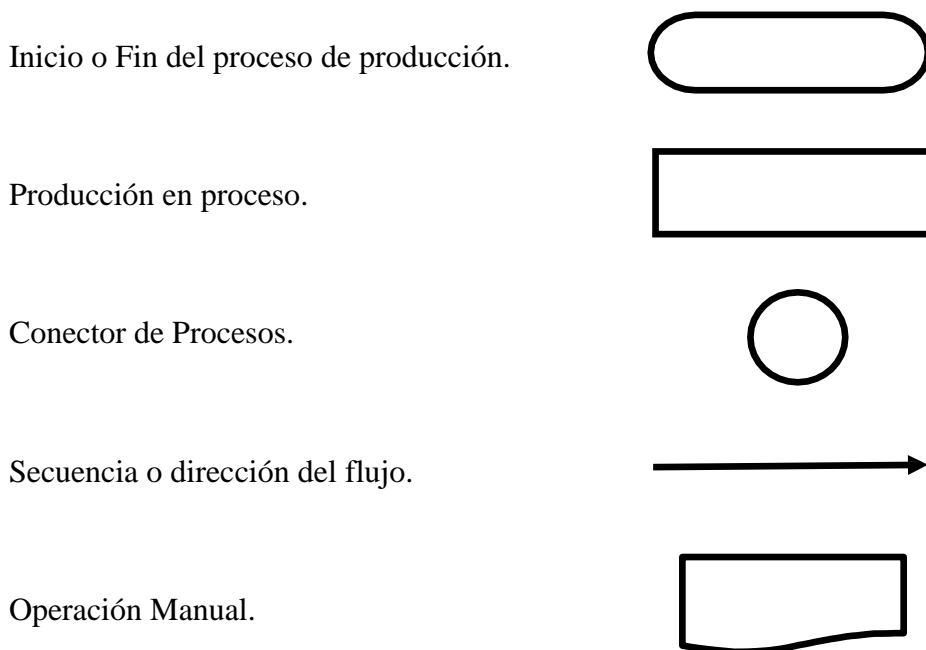 Inicio o Fin del proceso de producción.
Producción en proceso.
Conector de Procesos.
Secuencia o dirección del flujo.
Operación Manual.